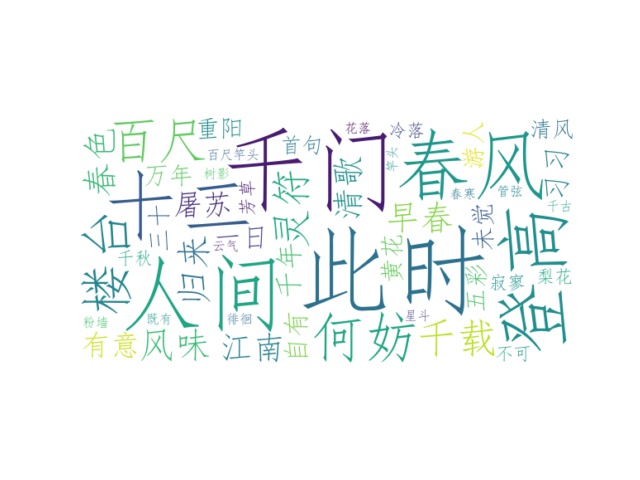 百尺
重阳
千门
首句
花落
冷落
游人
清风
春色
百尺竿头
竿头
春风
习习
万年
树影
芳草
灵符
清歌
春寒
管弦
千古
十二
屠苏
早春
未觉
三十
楼台
归来
云气
千年
黄花
登高
千秋
人间
此时
五彩
寂寥
梨花
粉墙
既有
徘徊
星斗
有意
风味
江南
自有
何妨
千载
不可